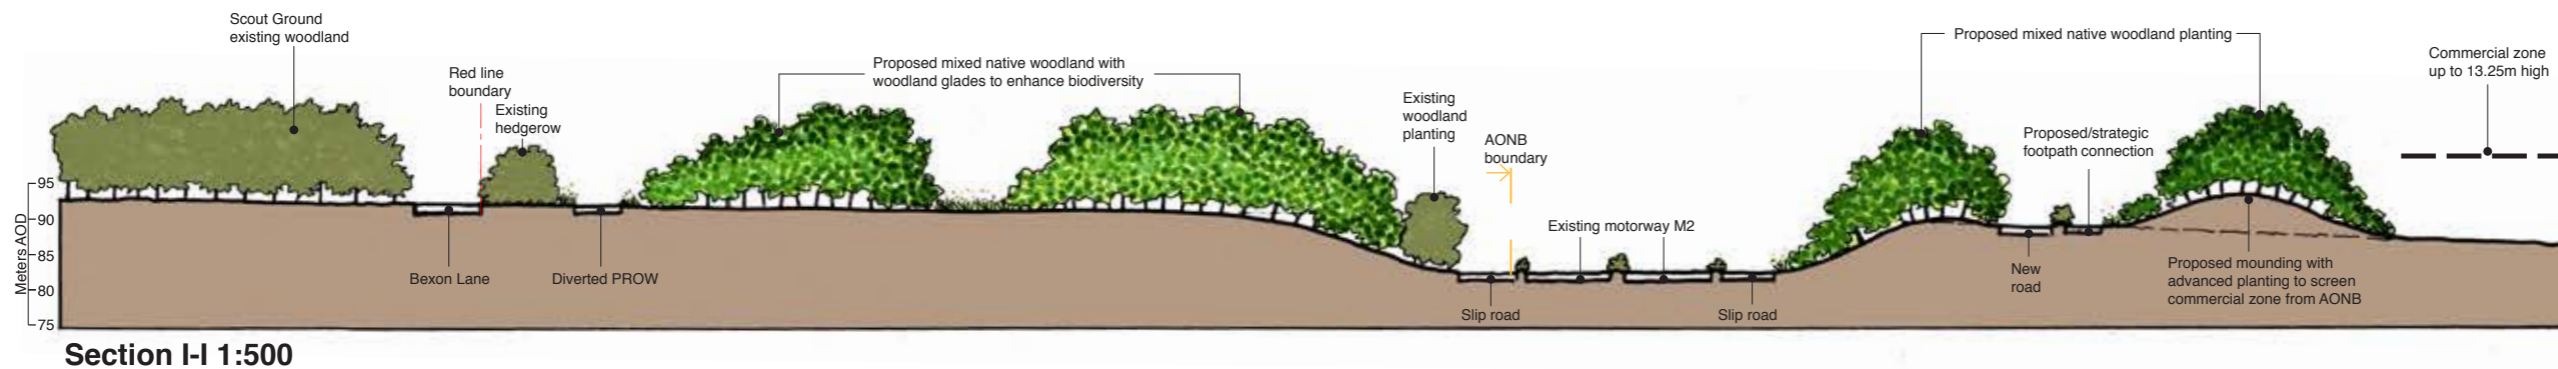 Scout Ground
existing woodland
Red line
boundary
Existing
hedgerow
Proposed mixed native woodland with
woodland glades to enhance biodiversity
Existing
woodland
planting
AONB
boundary
Existing motorway M2
Proposed mixed native woodland planting
Proposed/strategic
footpath connection
Commercial zone
up to 13.25m high
Meters AOD
95
90
85
80
75
Bexon Lane
Diverted PROW
Slip road
Slip road
New
road
Proposed mounding with
advanced planting to screen
commercial zone from AONB
Section I-I 1:500